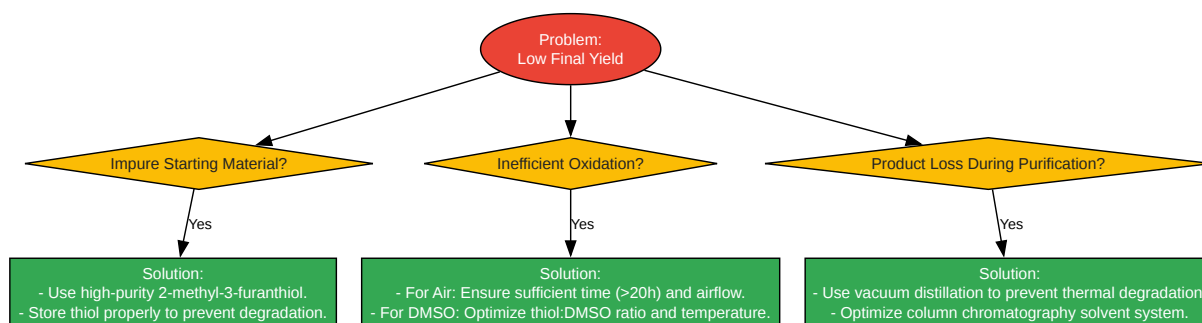 Problem:
Low Final Yield
Impure Starting Material?
Inefficient Oxidation?
Product Loss During Purification?
Yes
Yes
Yes
Solution:
- Use high-purity 2-methyl-3-furanthiol.
- Store thiol properly to prevent degradation.
Solution:
- For Air: Ensure sufficient time (>20h) and airflow.
- For DMSO: Optimize thiol:DMSO ratio and temperature.
Solution:
- Use vacuum distillation to prevent thermal degradation
- Optimize column chromatography solvent system.